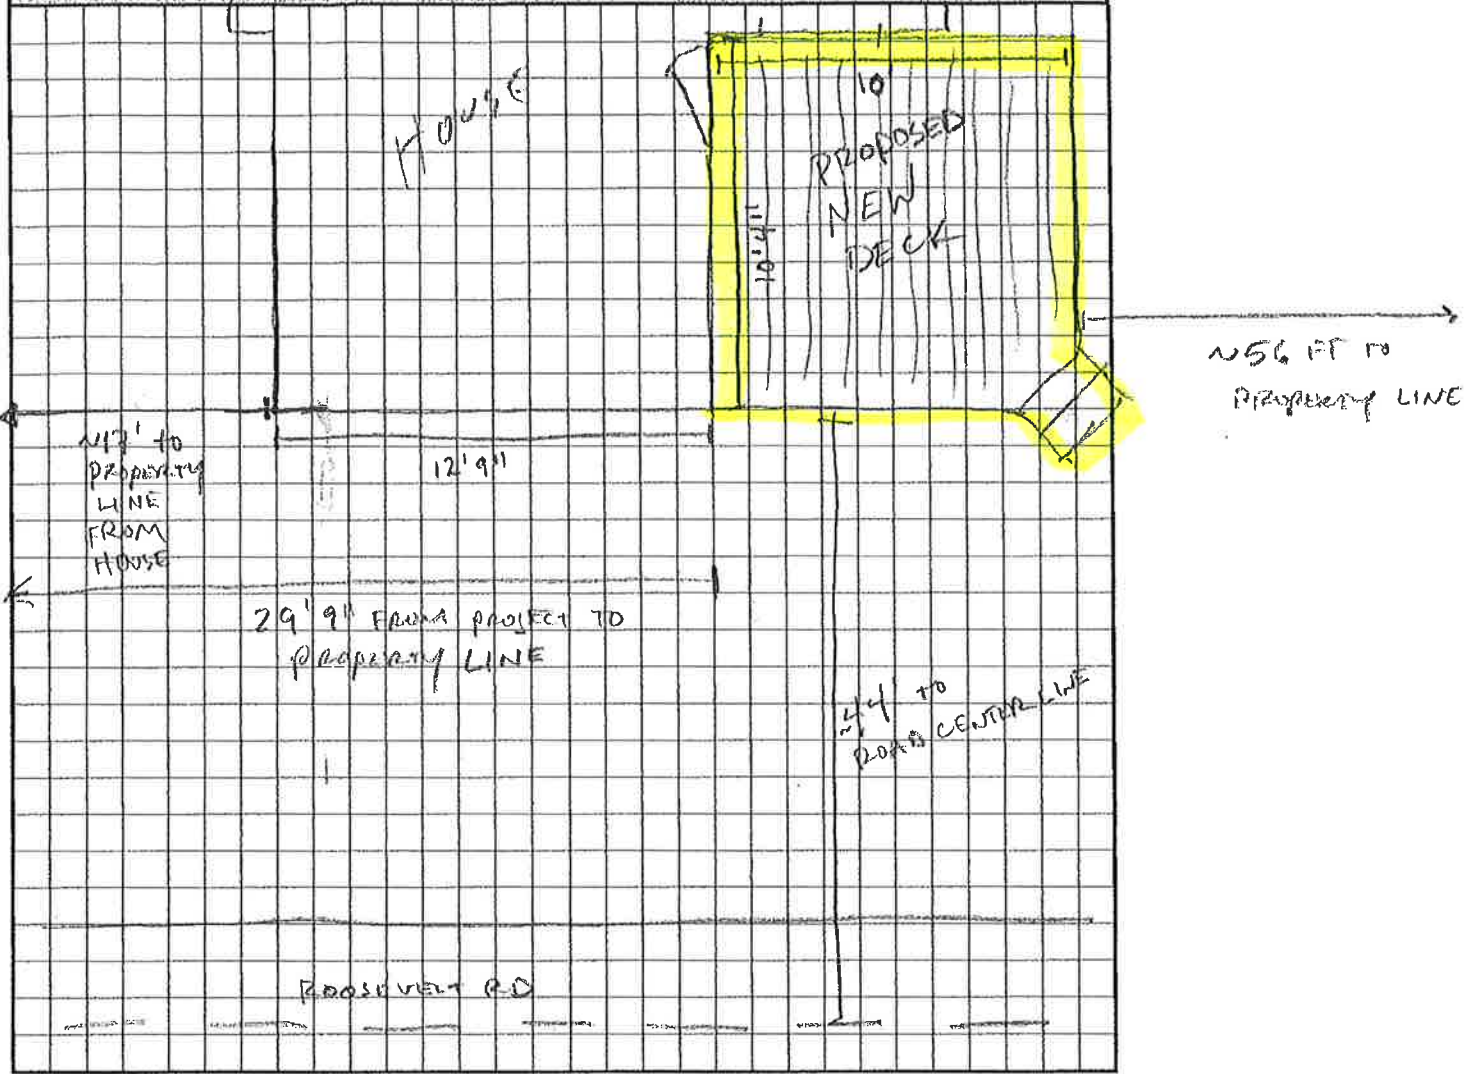 HOUSE
10
PROPOSED
NEW
DECK
10'4"
~56 FT TO
PROPERTY LINE
~17' to
PROPERTY
LINE
FROM
HOUSE
12'9"
29'9" FROM PROJECT TO
PROPERTY LINE
~44' to
ROAD CENTER LINE
ROOSEVELT RD